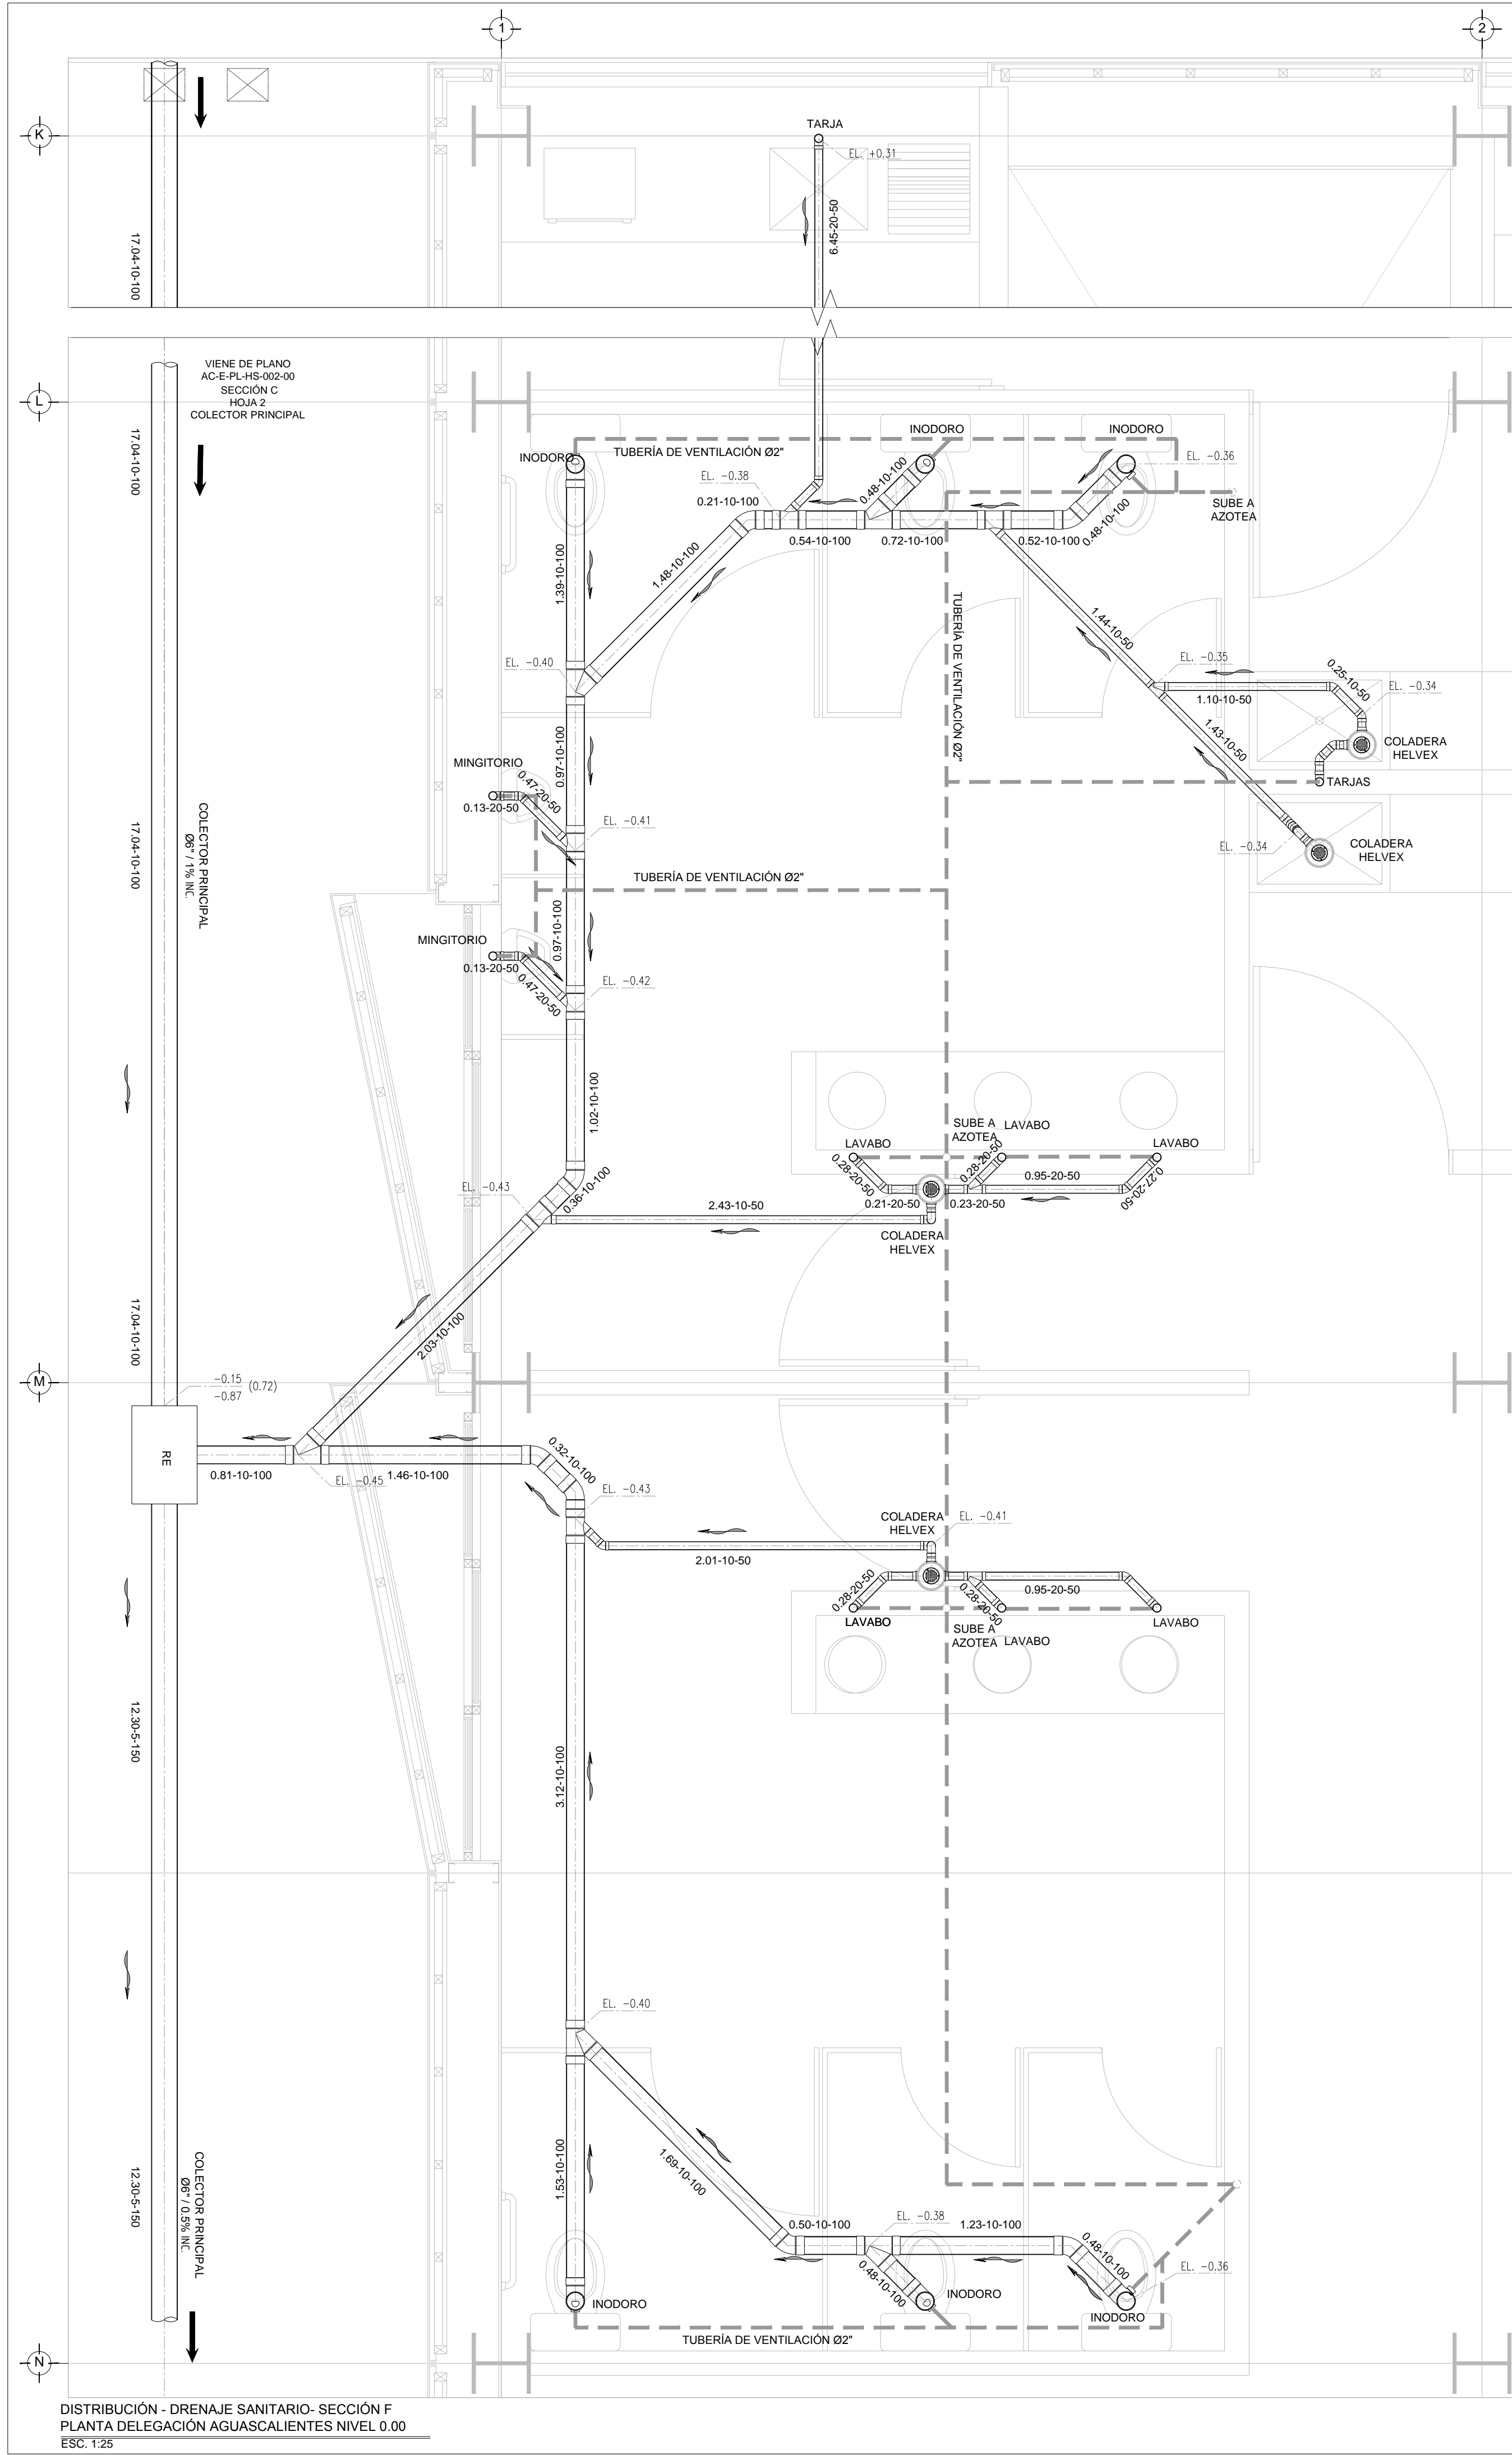 1
2
K
TARJA
EL. +0.31
6.45-20-50
17.04-10-100
VIENE DE PLANO
AC-E-PL-HS-002-00
SECCIÓN C
HOJA 2
COLECTOR PRINCIPAL
L
17.04-10-100
INODORO
TUBERÍA DE VENTILACIÓN Ø2"
INODORO
INODORO
EL. -0.38
0.21-10-100
0.48-10-100
EL. -0.36
SUBE A
AZOTEA
0.54-10-100
0.72-10-100
0.52-10-100
0.48-10-100
1.39-10-100
1.48-10-100
TUBERÍA DE VENTILACIÓN Ø2"
1.44-10-50
EL. -0.40
EL. -0.35
0.25-10-50
EL. -0.34
1.10-10-50
1.43-10-50
COLADERA
HELVEX
TARJAS
0.97-10-100
MINGITORIO
0.47-20-50
0.13-20-50
EL. -0.41
EL. -0.34
COLADERA
HELVEX
17.04-10-100
COLECTOR PRINCIPAL
Ø6" / 1% INC.
TUBERÍA DE VENTILACIÓN Ø2"
0.97-10-100
MINGITORIO
0.13-20-50
0.47-20-50
EL. -0.42
1.02-10-100
SUBE A
AZOTEA
LAVABO
LAVABO
LAVABO
0.28-20-50
0.28-20-50
0.95-20-50
0.27-20-50
0.21-20-50
0.23-20-50
EL. -0.43
0.36-10-100
2.43-10-50
COLADERA
HELVEX
17.04-10-100
2.03-10-100
M
-0.15
(0.72)
-0.87
RE
0.81-10-100
EL. -0.45
1.46-10-100
0.32-10-100
EL. -0.43
COLADERA
HELVEX
EL. -0.41
2.01-10-50
0.28-20-50
0.28-20-50
0.95-20-50
LAVABO
SUBE A
AZOTEA
LAVABO
LAVABO
12.30-5-150
3.12-10-100
EL. -0.40
12.30-5-150
COLECTOR PRINCIPAL
Ø6" / 0.5% INC.
1.53-10-100
1.69-10-100
0.50-10-100
EL. -0.38
1.23-10-100
0.48-10-100
0.48-10-100
EL. -0.36
INODORO
INODORO
INODORO
TUBERÍA DE VENTILACIÓN Ø2"
N
DISTRIBUCIÓN - DRENAJE SANITARIO- SECCIÓN F
PLANTA DELEGACIÓN AGUASCALIENTES NIVEL 0.00
ESC. 1:25